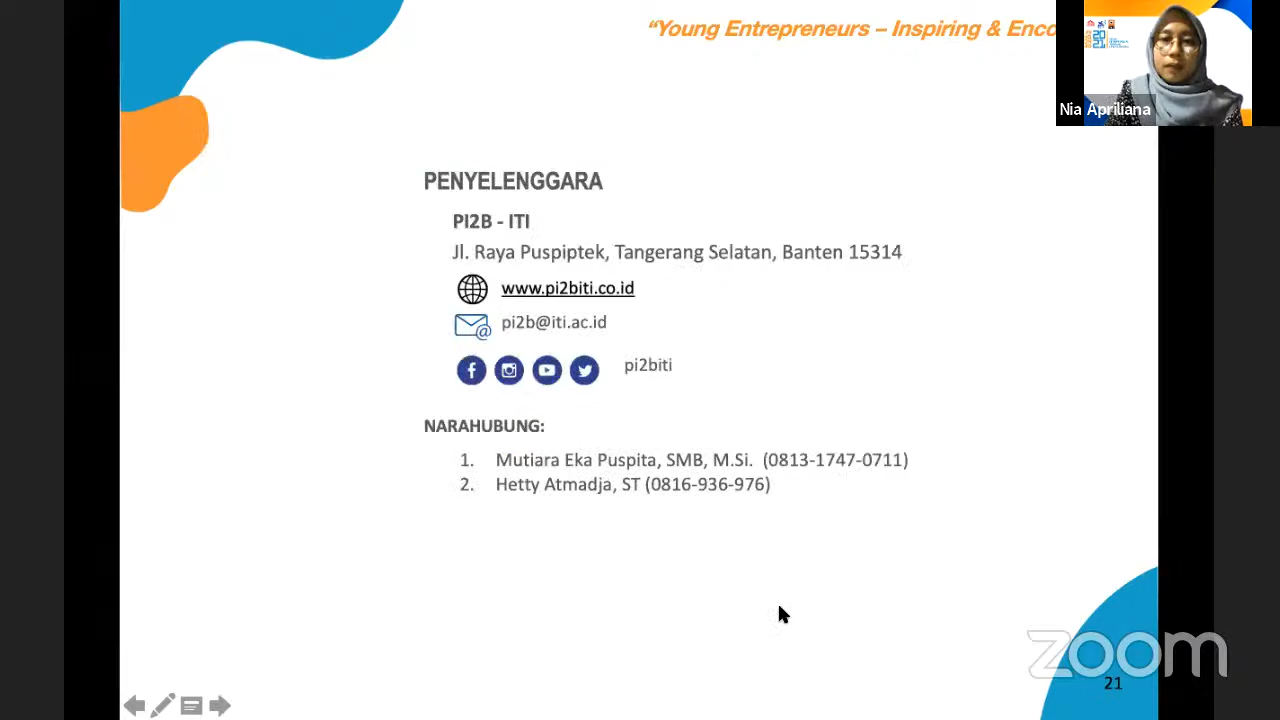 “Young Entrepreneurs – Inspiring & Enco
Nia Apriliana
PENYELENGGARA
PI2B - ITI
Jl. Raya Puspiptek, Tangerang Selatan, Banten 15314
www.pi2biti.co.id
pi2b@iti.ac.id
pi2biti
NARAHUBUNG:
1. Mutiara Eka Puspita, SMB, M.Si. (0813-1747-0711)
2. Hetty Atmadja, ST (0816-936-976)
zoom
21